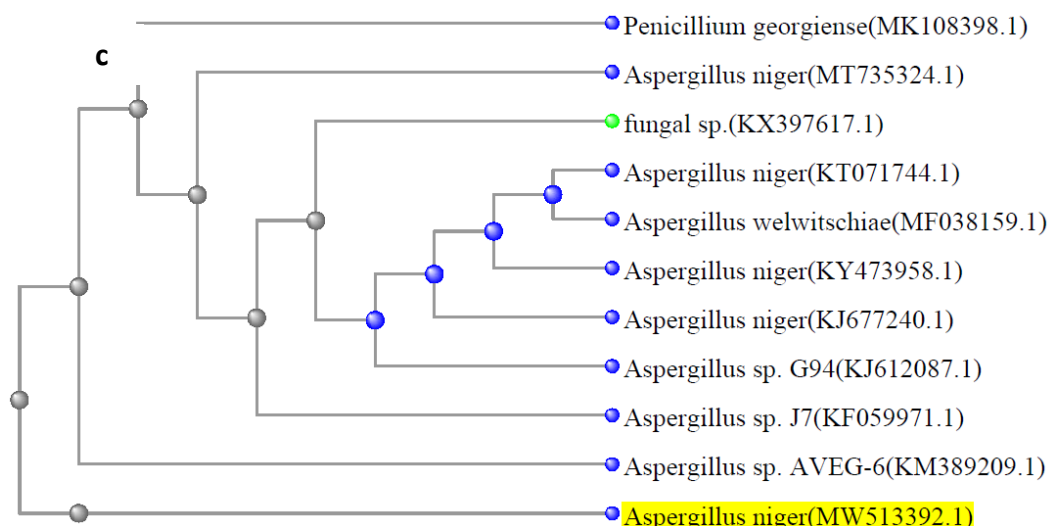 Penicillium georgiense(MK108398.1)
c
Aspergillus niger(MT735324.1)
fungal sp.(KX397617.1)
Aspergillus niger(KT071744.1)
Aspergillus welwitschiae(MF038159.1)
Aspergillus niger(KY473958.1)
Aspergillus niger(KJ677240.1)
Aspergillus sp. G94(KJ612087.1)
Aspergillus sp. J7(KF059971.1)
Aspergillus sp. AVEG-6(KM389209.1)
Aspergillus niger(MW513392.1)